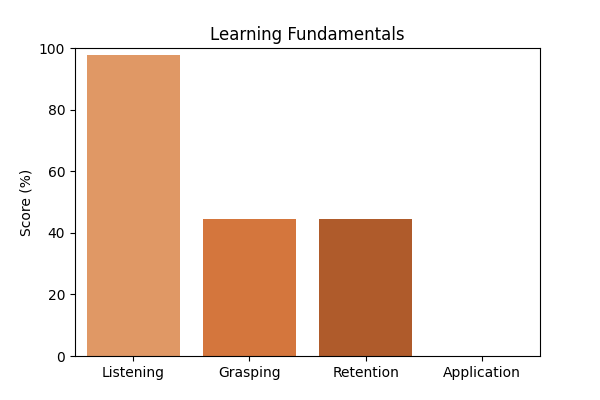 Learning Fundamentals
Score (%)
100
80
60
40
20
0
Listening Grasping Retention Application